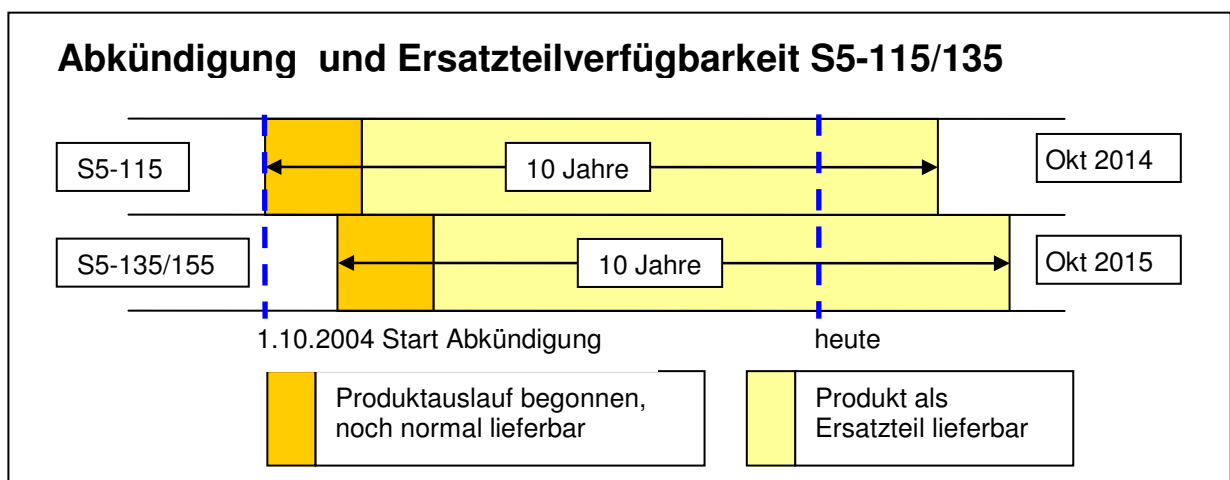 Abkündigung und Ersatzteilverfügbarkeit S5-115/135
S5-115
10 Jahre
Okt 2014
S5-135/155
10 Jahre
Okt 2015
1.10.2004 Start Abkündigung
heute
Produktauslauf begonnen,
noch normal lieferbar
Produkt als
Ersatzteil lieferbar